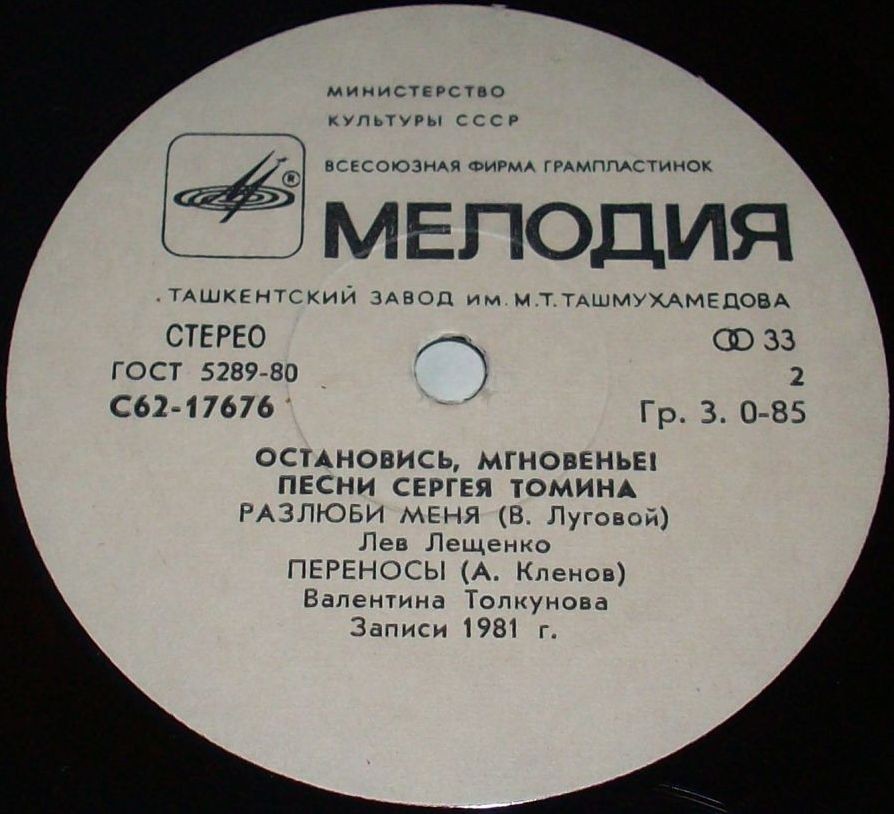 МИНИСТЕРСТВО
КУЛЬТУРЫ СССР
ВСЕСОЮЗНАЯ ФИРМА ГРАМПЛАСТИНОК
®
МЕЛОДИЯ
ТАШКЕНТСКИЙ ЗАВОД ИМ. М.Т. ТАШМУХАМЕДОВА
СТЕРЕО 33
ГОСТ 5289-80 2
С62-17676 Гр. 3. 0-85
ОСТАНОВИСЬ, МГНОВЕНЬЕ!
ПЕСНИ СЕРГЕЯ ТОМИНА
РАЗЛЮБИ МЕНЯ (В. Луговой)
Лев Лещенко
ПЕРЕНОСЫ (А. Кленов)
Валентина Толкунова
Записи 1981 г.